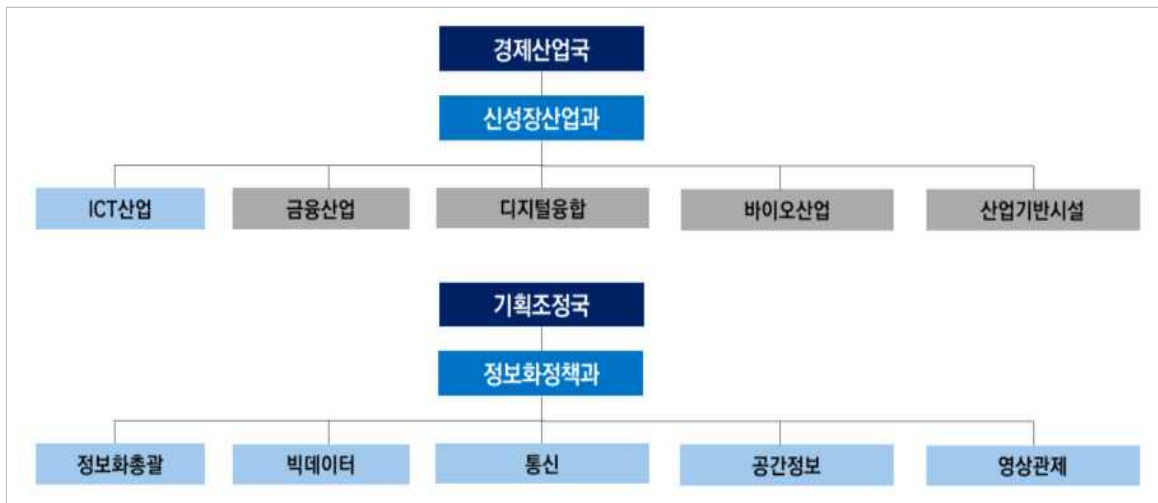 경제산업국
신성장산업과
ICT산업
금융산업
디지털융합
바이오산업
산업기반시설
기획조정국
정보화정책과
정보화총괄
빅데이터
통신
공간정보
영상관제